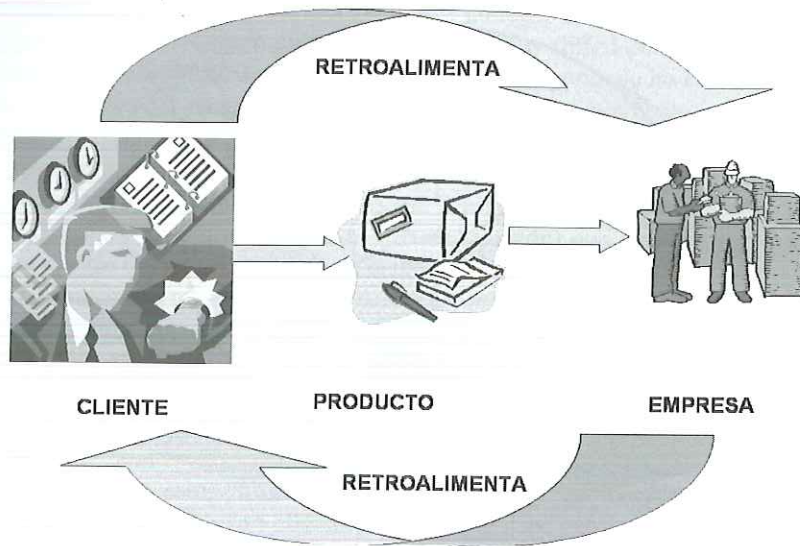 RETROALIMENTA
CLIENTE
PRODUCTO
EMPRESA
RETROALIMENTA